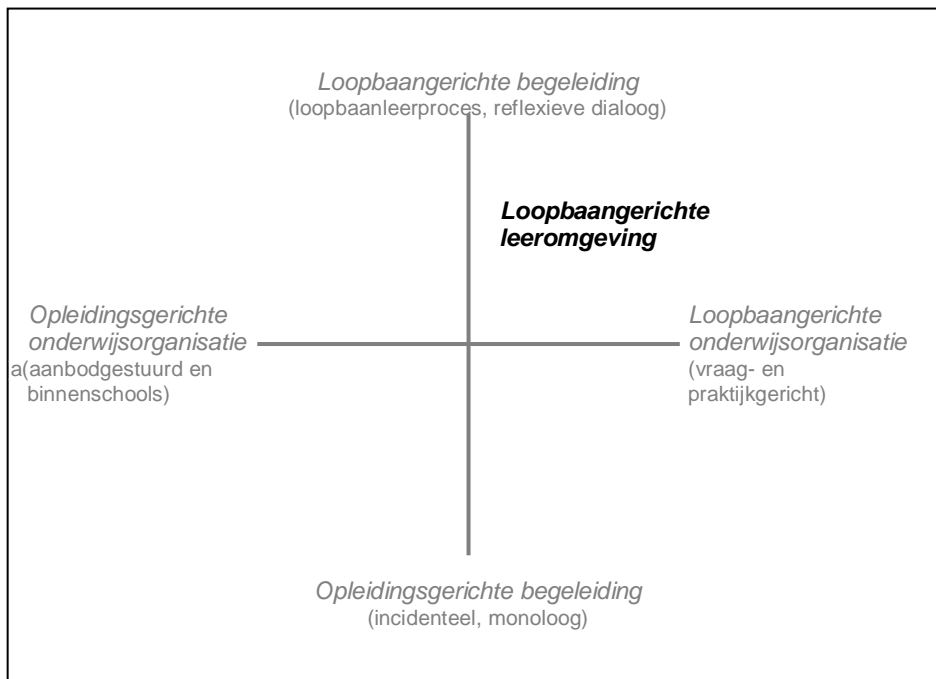 Loopbaangerichte begeleiding
(loopbaanleerproces, reflexieve dialoog)
Loopbaangerichte
leeromgeving
Opleidingsgerichte
onderwijsorganisatie
a(aanbodgestuurd en
binnenschools)
Loopbaangerichte
onderwijsorganisatie
(vraag- en
praktijkgericht)
Opleidingsgerichte begeleiding
(incidenteel, monoloog)